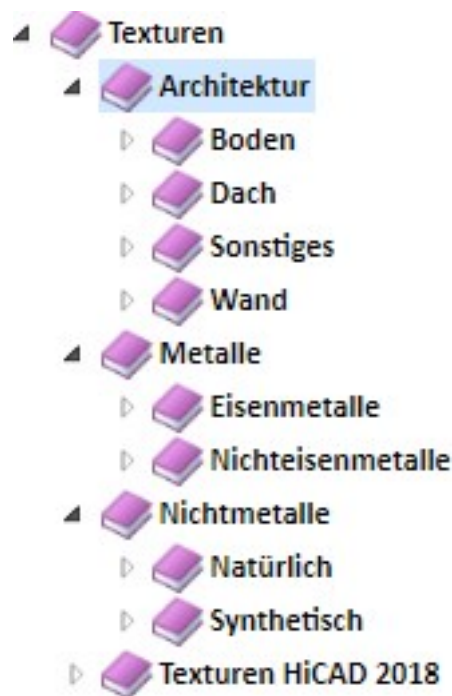 Texturen
Architektur
Boden
Dach
Sonstiges
Wand
Metalle
Eisenmetalle
Nichteisenmetalle
Nichtmetalle
Natürlich
Synthetisch
Texturen HiCAD 2018